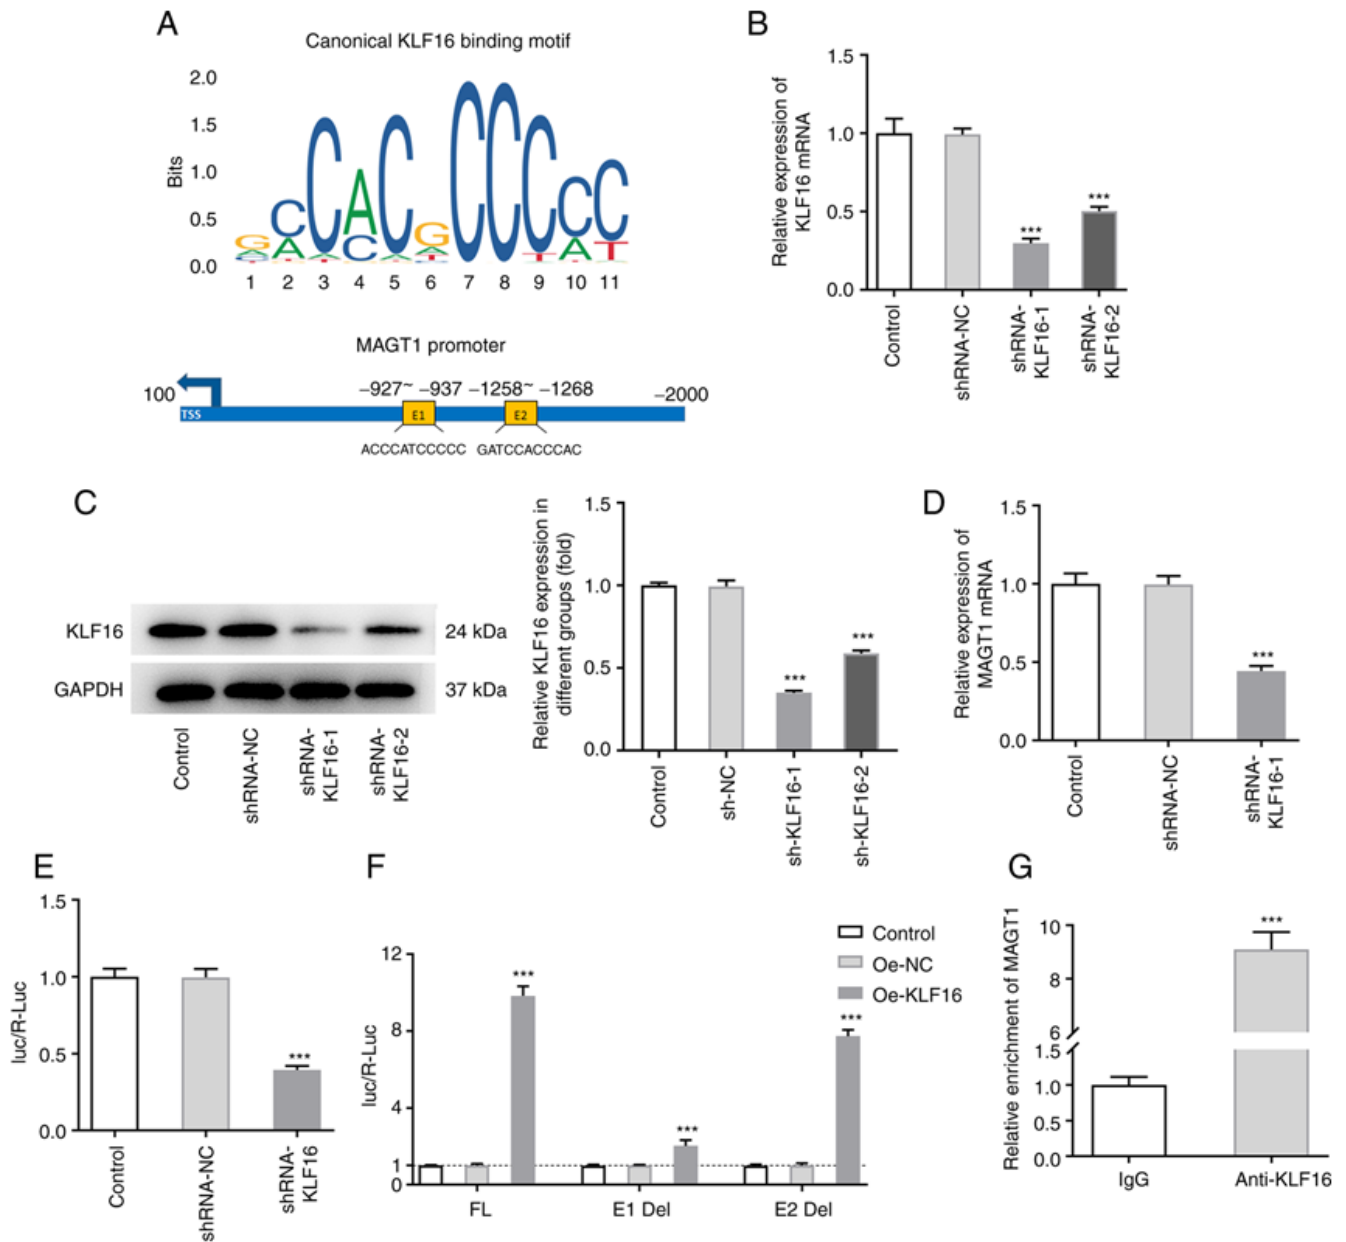 A
Canonical KLF16 binding motif
Bits
2.0
1.5
1.0
0.5
0.0
1 2 3 4 5 6 7 8 9 10 11
MAGT1 promoter
100
TSS
−927~ −937
−1258~ −1268
−2000
E1
E2
ACCCATCCCCC
GATCCACCCAC
B
Relative expression of
KLF16 mRNA
1.5
1.0
0.5
0.0
***
***
Control
shRNA-NC
shRNA-
KLF16-1
shRNA-
KLF16-2
C
KLF16
24 kDa
GAPDH
37 kDa
Control
shRNA-NC
shRNA-
KLF16-1
shRNA-
KLF16-2
Relative KLF16 expression in
different groups (fold)
1.5
1.0
0.5
0.0
***
***
Control
sh-NC
sh-KLF16-1
sh-KLF16-2
D
Relative expression of
MAGT1 mRNA
1.5
1.0
0.5
0.0
***
Control
shRNA-NC
shRNA-
KLF16-1
E
luc/R-Luc
1.5
1.0
0.5
0.0
***
Control
shRNA-NC
shRNA-
KLF16
F
luc/R-Luc
12
8
4
1
0
***
***
***
FL
E1 Del
E2 Del
Control
Oe-NC
Oe-KLF16
G
Relative enrichment of MAGT1
10
8
6
1.5
1.0
0.5
0.0
***
IgG
Anti-KLF16